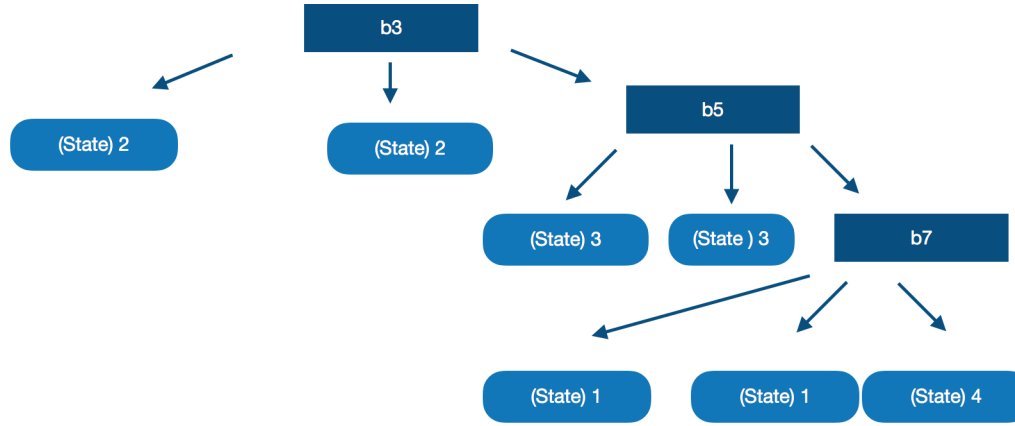 b3
(State) 2
(State) 2
b5
(State) 3
(State ) 3
b7
(State) 1
(State) 1
(State) 4